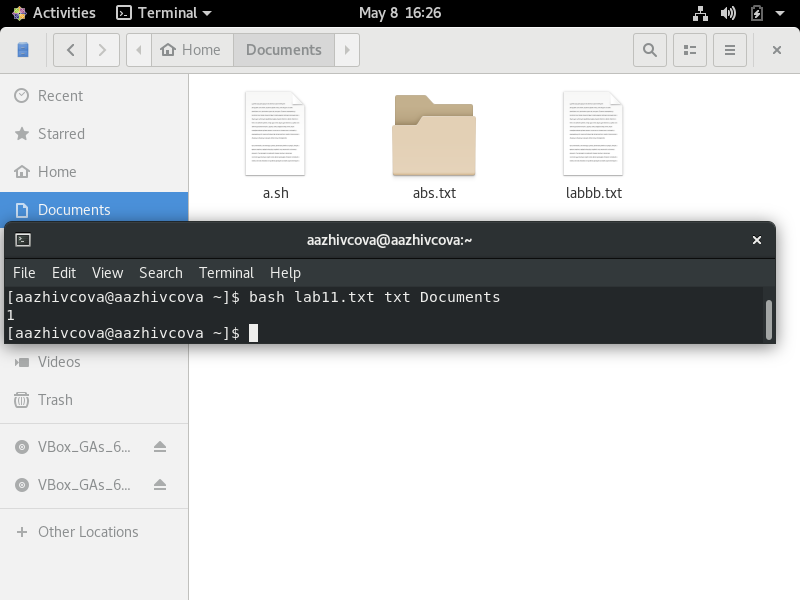 Activities Terminal May 8 16:26
Home Documents
Recent
Starred
Home
Documents
a.sh abs.txt labbb.txt
aazhivcova@aazhivcova:~
File Edit View Search Terminal Help
[aazhivcova@aazhivcova ~]$ bash lab11.txt txt Documents
1
[aazhivcova@aazhivcova ~]$
Videos
Trash
VBox_GAs_6...
VBox_GAs_6...
Other Locations